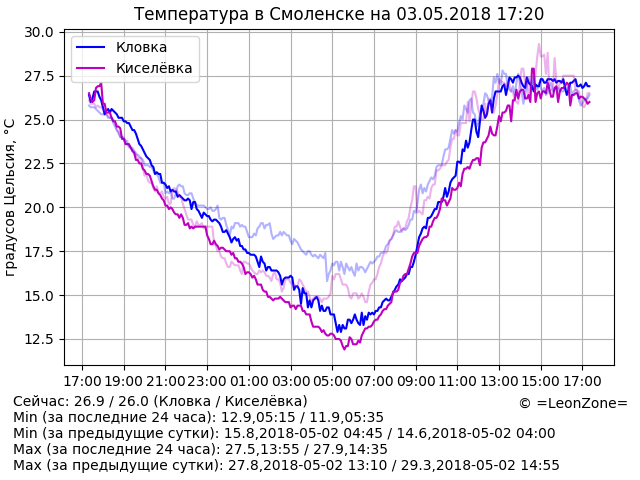 Температура в Смоленске на 03.05.2018 17:20
Кловка
Киселёвка
градусов Цельсия, °C
30.0
27.5
25.0
22.5
20.0
17.5
15.0
12.5
17:00 19:00 21:00 23:00 01:00 03:00 05:00 07:00 09:00 11:00 13:00 15:00 17:00
Сейчас: 26.9 / 26.0 (Кловка / Киселёвка)
© =LeonZone=
Min (за последние 24 часа): 12.9,05:15 / 11.9,05:35
Min (за предыдущие сутки): 15.8,2018-05-02 04:45 / 14.6,2018-05-02 04:00
Max (за последние 24 часа): 27.5,13:55 / 27.9,14:35
Max (за предыдущие сутки): 27.8,2018-05-02 13:10 / 29.3,2018-05-02 14:55